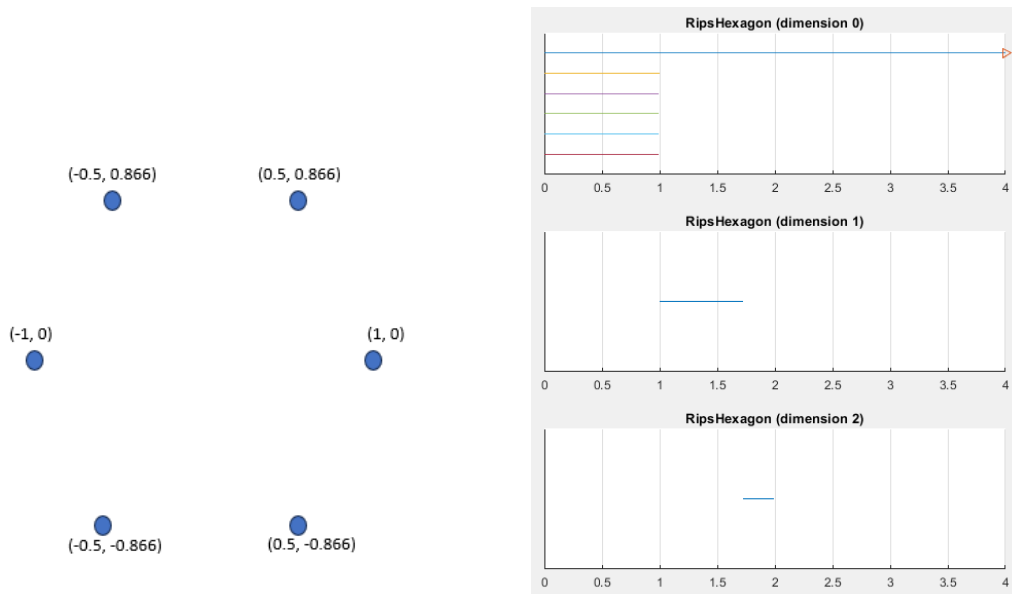 (-0.5, 0.866)
(0.5, 0.866)
(-1, 0)
(1, 0)
(-0.5, -0.866)
(0.5, -0.866)
RipsHexagon (dimension 0)
0 0.5 1 1.5 2 2.5 3 3.5 4
RipsHexagon (dimension 1)
0 0.5 1 1.5 2 2.5 3 3.5 4
RipsHexagon (dimension 2)
0 0.5 1 1.5 2 2.5 3 3.5 4